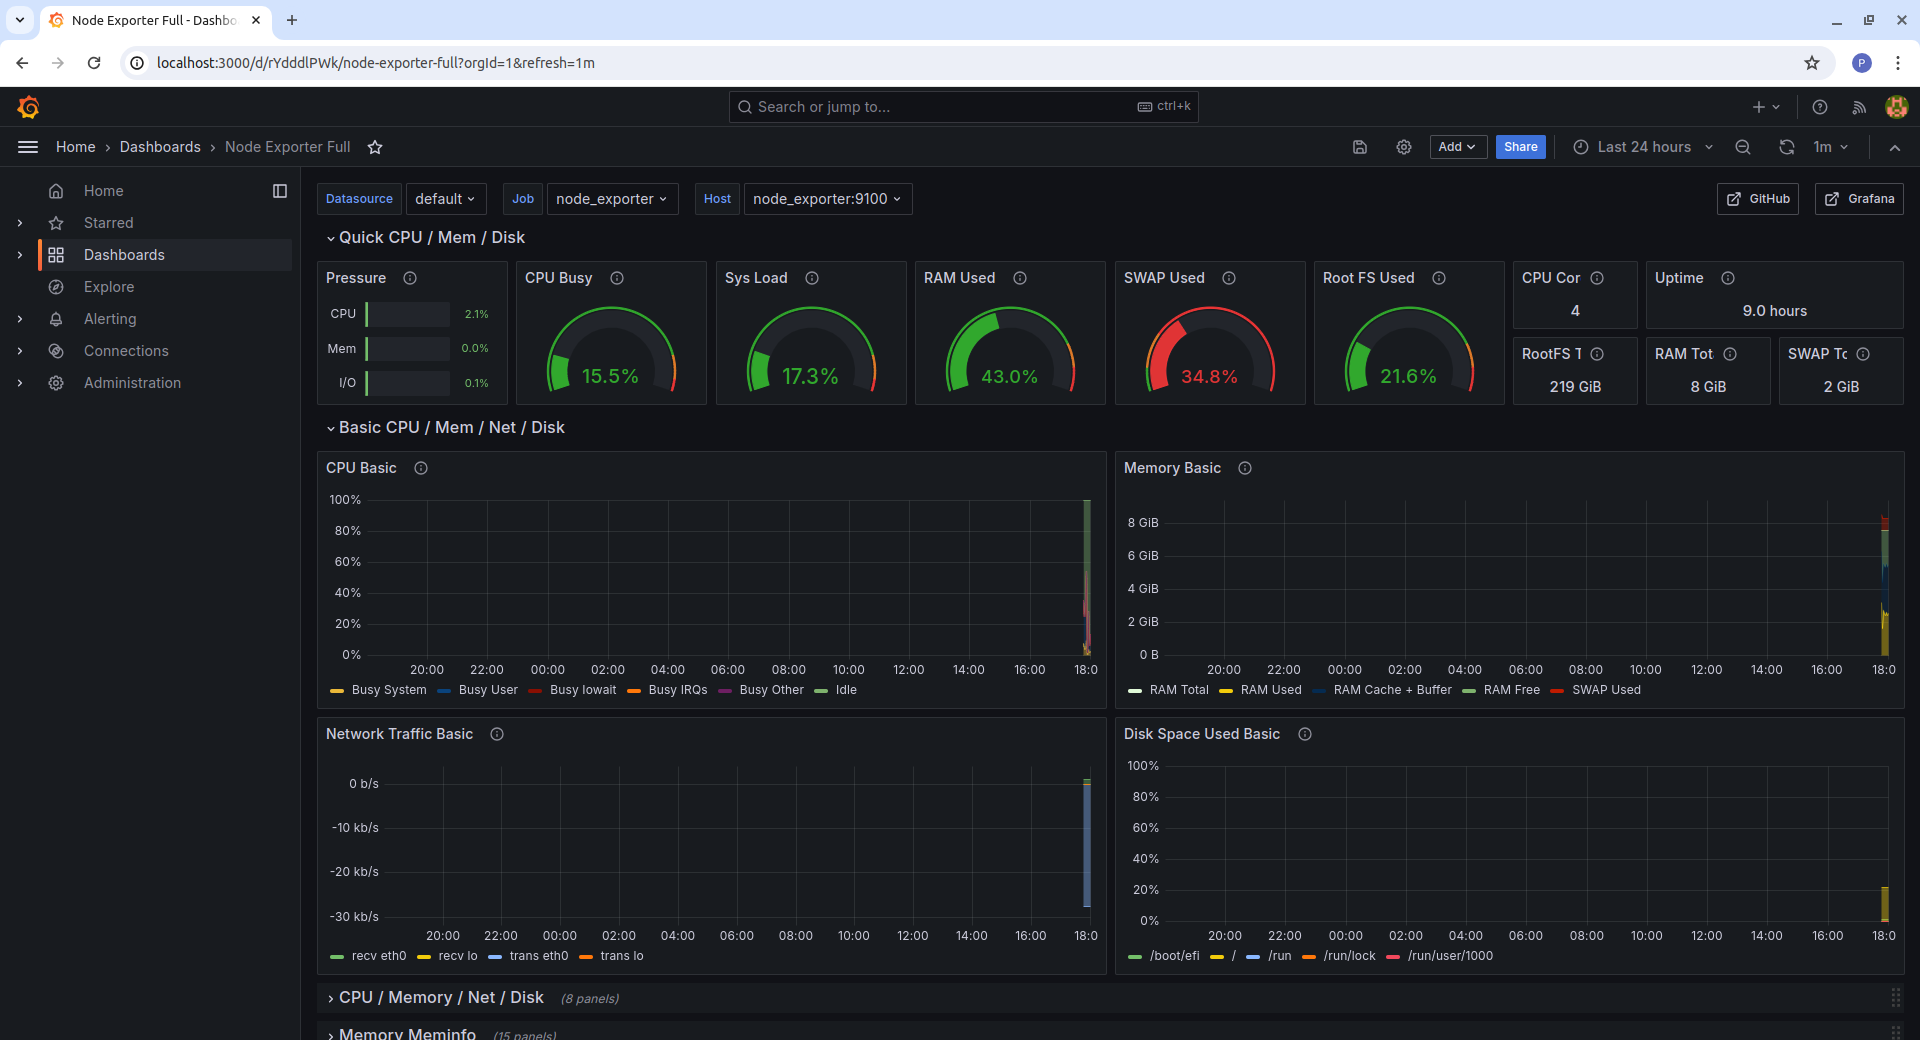 Node Exporter Full - Dashbo
localhost:3000/d/rYdddlPWk/node-exporter-full?orgId=1&refresh=1m
P
Search or jump to... ctrl+k
Home › Dashboards › Node Exporter Full
Add Share Last 24 hours 1m
Home
Starred
Dashboards
Explore
Alerting
Connections
Administration
Datasource default Job node_exporter Host node_exporter:9100 GitHub Grafana
Quick CPU / Mem / Disk
Pressure
CPU 2.1%
Mem 0.0%
I/O 0.1%
CPU Busy
15.5%
Sys Load
17.3%
RAM Used
43.0%
SWAP Used
34.8%
Root FS Used
21.6%
CPU Cor
4
Uptime
9.0 hours
RootFS T
219 GiB
RAM Tot
8 GiB
SWAP Tc
2 GiB
Basic CPU / Mem / Net / Disk
CPU Basic
100%
80%
60%
40%
20%
0%
20:00 22:00 00:00 02:00 04:00 06:00 08:00 10:00 12:00 14:00 16:00 18:0
Busy System Busy User Busy Iowait Busy IRQs Busy Other Idle
Memory Basic
8 GiB
6 GiB
4 GiB
2 GiB
0 B
20:00 22:00 00:00 02:00 04:00 06:00 08:00 10:00 12:00 14:00 16:00 18:0
RAM Total RAM Used RAM Cache + Buffer RAM Free SWAP Used
Network Traffic Basic
0 b/s
-10 kb/s
-20 kb/s
-30 kb/s
20:00 22:00 00:00 02:00 04:00 06:00 08:00 10:00 12:00 14:00 16:00 18:0
recv eth0 recv lo trans eth0 trans lo
Disk Space Used Basic
100%
80%
60%
40%
20%
0%
20:00 22:00 00:00 02:00 04:00 06:00 08:00 10:00 12:00 14:00 16:00 18:0
/boot/efi / /run /run/lock /run/user/1000
CPU / Memory / Net / Disk (8 panels)
Memory Meminfo (15 panels)